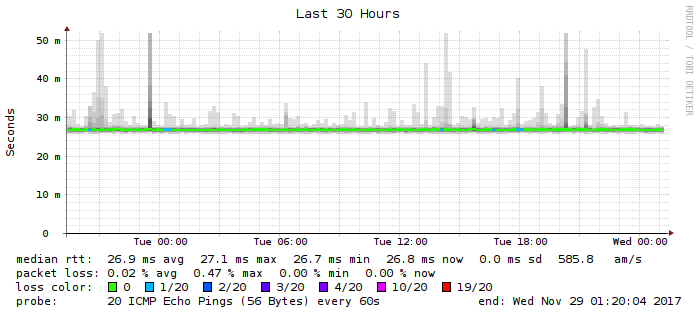 Last 30 Hours
RRDTOOL / TOBI OETIKER
Seconds
50 m
40 m
30 m
20 m
10 m
0
Tue 00:00 Tue 06:00 Tue 12:00 Tue 18:00 Wed 00:00
median rtt: 26.9 ms avg 27.1 ms max 26.7 ms min 26.8 ms now 0.0 ms sd 585.8 am/s
packet loss: 0.02 % avg 0.47 % max 0.00 % min 0.00 % now
loss color: 0 1/20 2/20 3/20 4/20 10/20 19/20
probe: 20 ICMP Echo Pings (56 Bytes) every 60s end: Wed Nov 29 01:20:04 2017